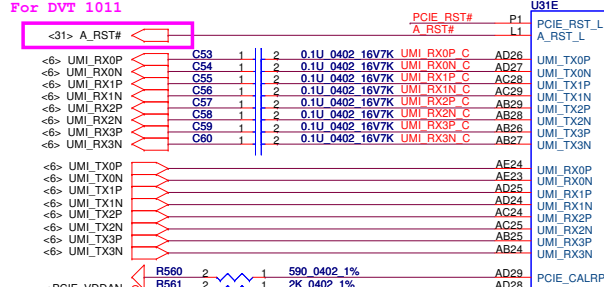 For DVT 1011
U31E
PCIE_RST# P1 PCIE_RST_L
<31> A_RST# A_RST# L1 A_RST_L
<6> UMI_RX0P C53 1 2 0.1U_0402_16V7K UMI_RX0P_C AD26 UMI_TX0P
<6> UMI_RX0N C54 1 2 0.1U_0402_16V7K UMI_RX0N_C AD27 UMI_TX0N
<6> UMI_RX1P C55 1 2 0.1U_0402_16V7K UMI_RX1P_C AC28 UMI_TX1P
<6> UMI_RX1N C56 1 2 0.1U_0402_16V7K UMI_RX1N_C AC29 UMI_TX1N
<6> UMI_RX2P C57 1 2 0.1U_0402_16V7K UMI_RX2P_C AB29 UMI_TX2P
<6> UMI_RX2N C58 1 2 0.1U_0402_16V7K UMI_RX2N_C AB28 UMI_TX2N
<6> UMI_RX3P C59 1 2 0.1U_0402_16V7K UMI_RX3P_C AB26 UMI_TX3P
<6> UMI_RX3N C60 1 2 0.1U_0402_16V7K UMI_RX3N_C AB27 UMI_TX3N
<6> UMI_TX0P AE24 UMI_RX0P
<6> UMI_TX0N AE23 UMI_RX0N
<6> UMI_TX1P AD25 UMI_RX1P
<6> UMI_TX1N AD24 UMI_RX1N
<6> UMI_TX2P AC24 UMI_RX2P
<6> UMI_TX2N AC25 UMI_RX2N
<6> UMI_TX3P AB25 UMI_RX3P
<6> UMI_TX3N AB24 UMI_RX3N
R560 2 1 590_0402_1% AD29 PCIE_CALRP
PCIE_VDDAN R561 2 1 2K_0402_1% AD28